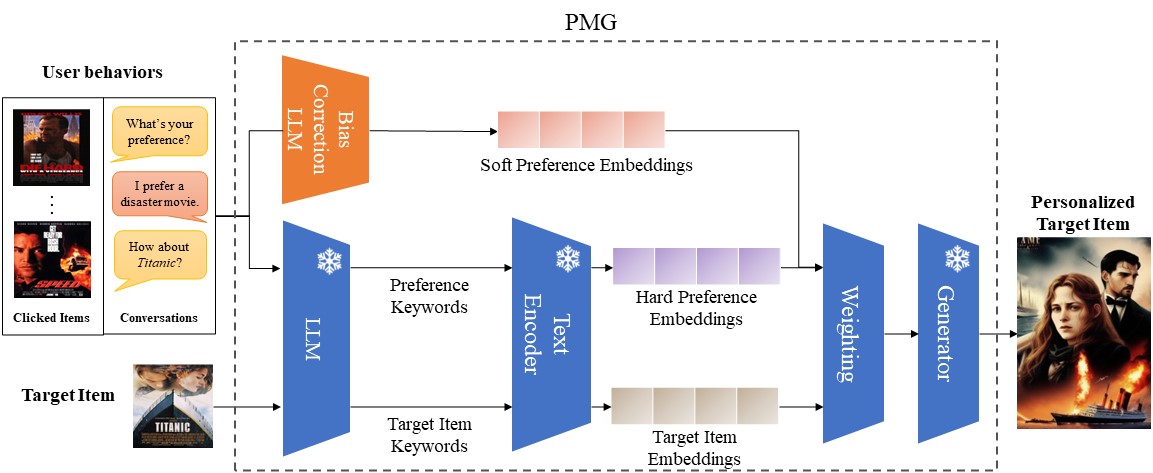 PMG
User behaviors
What's your
preference?
I prefer a
disaster movie.
How about
Titanic?
SPEED
Clicked Items
Conversations
Target Item
TITANIC
Bias
Correction
LLM
Soft Preference Embeddings
LLM
Preference
Keywords
Target Item
Keywords
Text
Encoder
Hard Preference
Embeddings
Target Item
Embeddings
Weighting
Generator
Personalized
Target Item